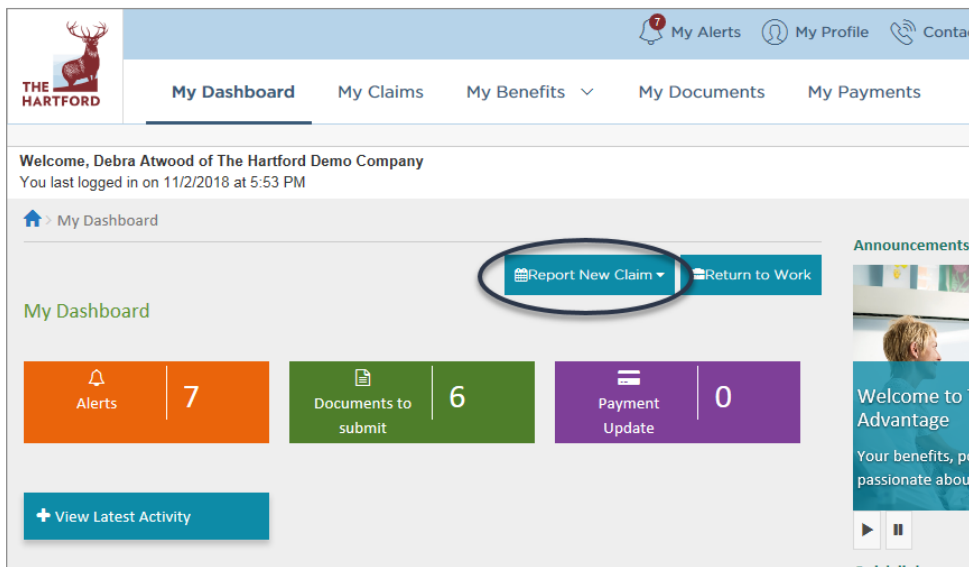 7
My Alerts
My Profile
THE
HARTFORD
My Dashboard
My Claims
My Benefits
My Documents
My Payments
Welcome, Debra Atwood of The Hartford Demo Company
You last logged in on 11/2/2018 at 5:53 PM
My Dashboard
Announcements
Report New Claim
Return to Work
My Dashboard
Alerts
7
Documents to
submit
6
Payment
Update
0
Welcome to
Advantage
Your benefits,
passionate
View Latest Activity